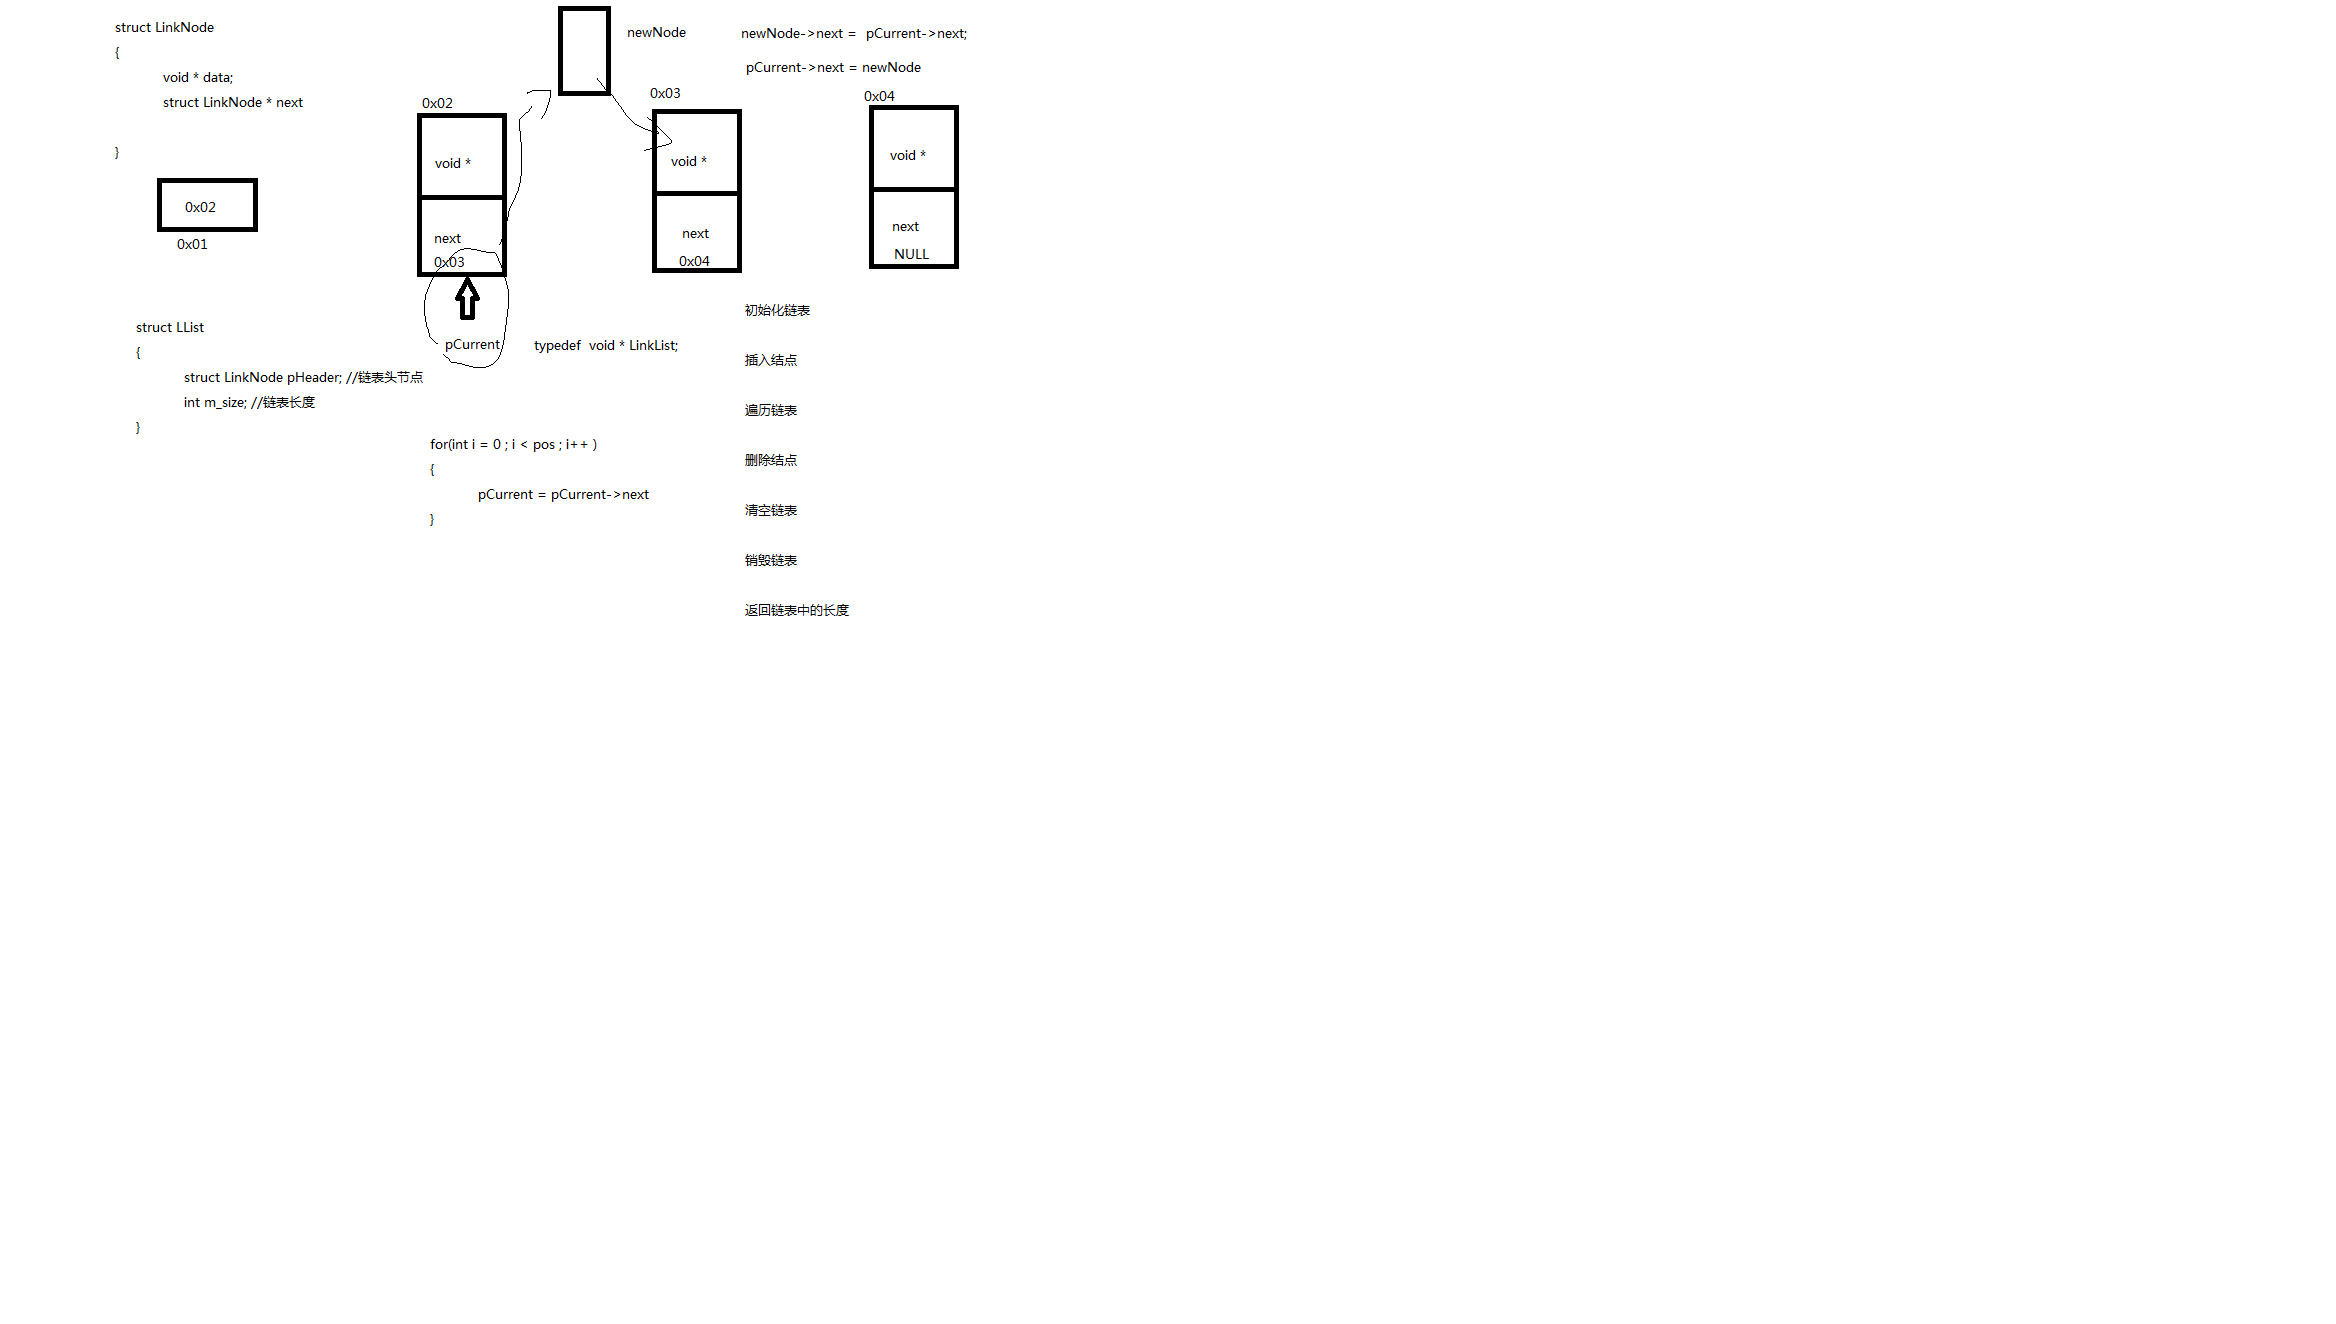 struct LinkNode
{
void * data;
struct LinkNode * next
}
0x02
0x01
newNode
newNode->next =  pCurrent->next;
pCurrent->next = newNode
0x02
void *
next
0x03
0x03
void *
next
0x04
0x04
void *
next
NULL
pCurrent
typedef  void * LinkList;
struct LList
{
struct LinkNode pHeader; //链表头节点
int m_size; //链表长度
}
for(int i = 0 ; i < pos ; i++ )
{
pCurrent = pCurrent->next
}
初始化链表
插入结点
遍历链表
删除结点
清空链表
销毁链表
返回链表中的长度